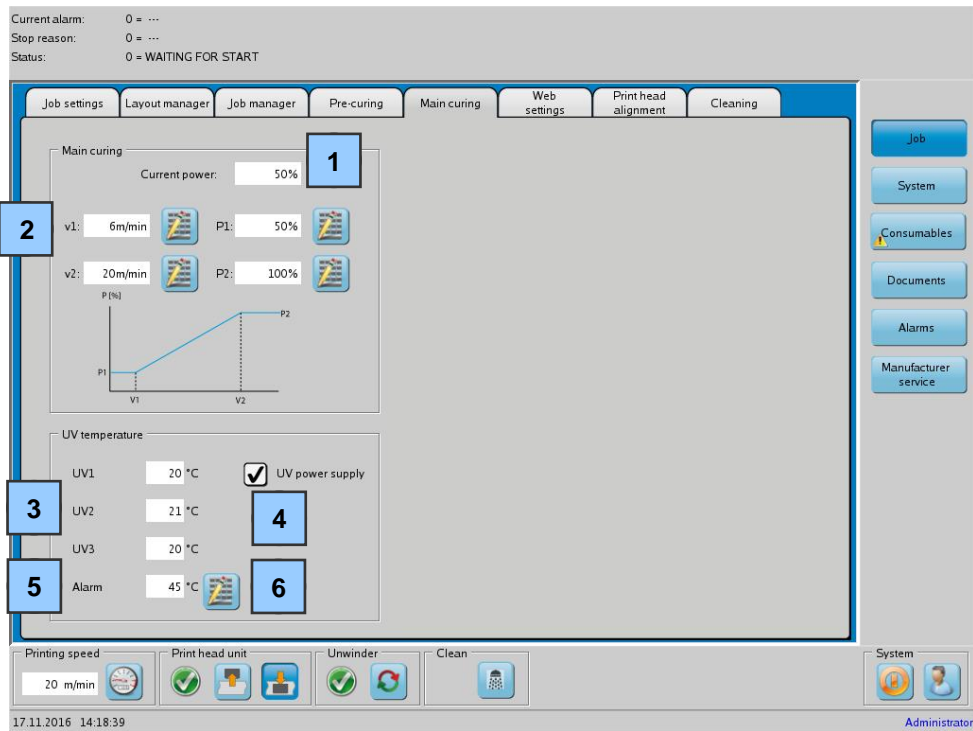 Current alarm: 0 = ---
Stop reason: 0 = ---
Status: 0 = WAITING FOR START
Job settings Layout manager Job manager Pre-curing Main curing Web settings Print head alignment Cleaning
Job
System
Consumables
Documents
Alarms
Manufacturer
service
Main curing
1
Current power: 50%
2
v1: 6m/min P1: 50%
v2: 20m/min P2: 100%
P [%]
P2
P1
V1 V2
UV temperature
UV1 20 °C UV power supply
3
UV2 21 °C
4
UV3 20 °C
5
Alarm 45 °C
6
Printing speed Print head unit Unwinder Clean System
20 m/min
17.11.2016 14:18:39 Administrator